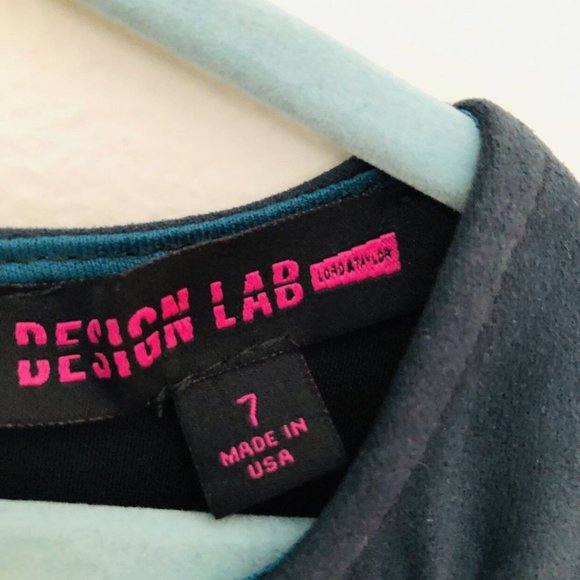 DESIGN LAB LORD & TAYLOR
7
MADE IN
USA